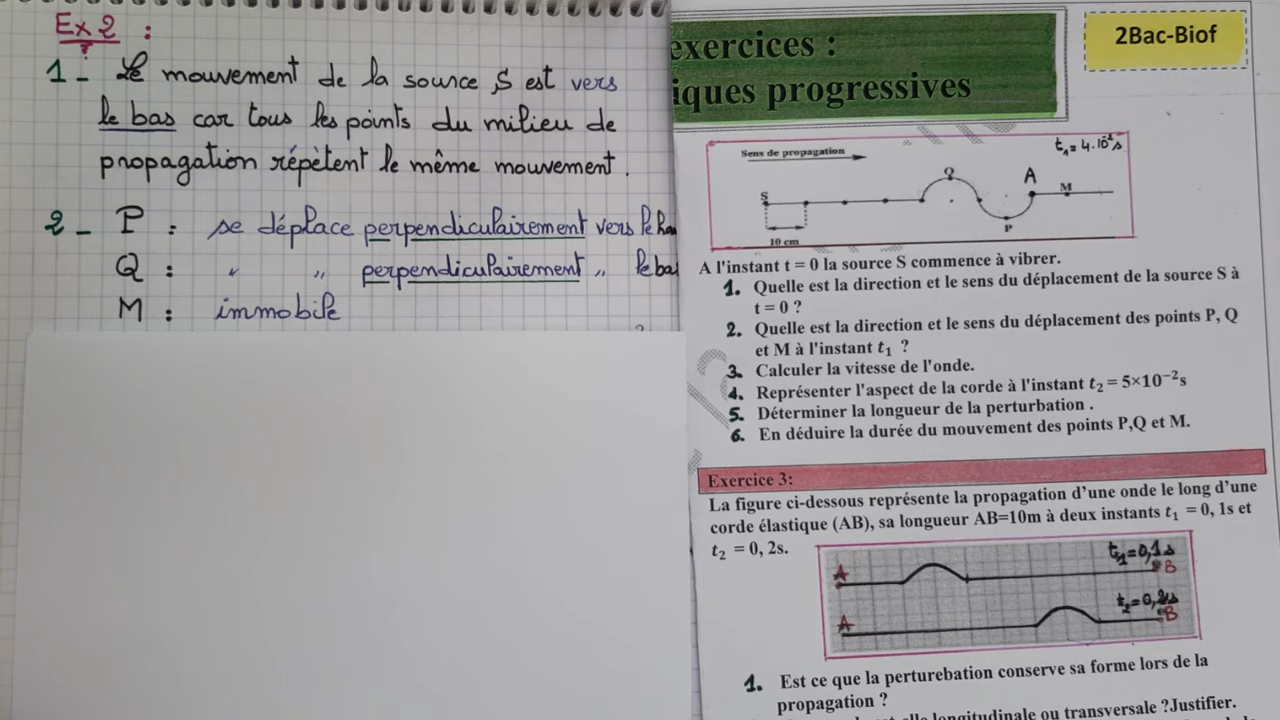 Ex 2 :
1 - Le mouvement de la source S est vers
le bas car tous les points du milieu de
propagation répètent le même mouvement.
2 - P : se déplace perpendiculairement vers le ha
Q : " " perpendiculairement " le bas
M : immobile
exercices :
iques progressives
2Bac-Biof
Sens de propagation
t₁ = 4.10⁻²s
S
Q
A
M
P
10 cm
A l'instant t = 0 la source S commence à vibrer.
1. Quelle est la direction et le sens du déplacement de la source S à
t = 0 ?
2. Quelle est la direction et le sens du déplacement des points P, Q
et M à l'instant t₁ ?
3. Calculer la vitesse de l'onde.
4. Représenter l'aspect de la corde à l'instant t₂ = 5×10⁻²s
5. Déterminer la longueur de la perturbation .
6. En déduire la durée du mouvement des points P,Q et M.
Exercice 3:
La figure ci-dessous représente la propagation d'une onde le long d'une
corde élastique (AB), sa longueur AB=10m à deux instants t₁ = 0, 1s et
t₂ = 0, 2s.
A
t₁=0,1s
B
A
t₂=0,2s
B
1. Est ce que la perturebation conserve sa forme lors de la
propagation ?
longitudinale ou transversale ?Justifier.